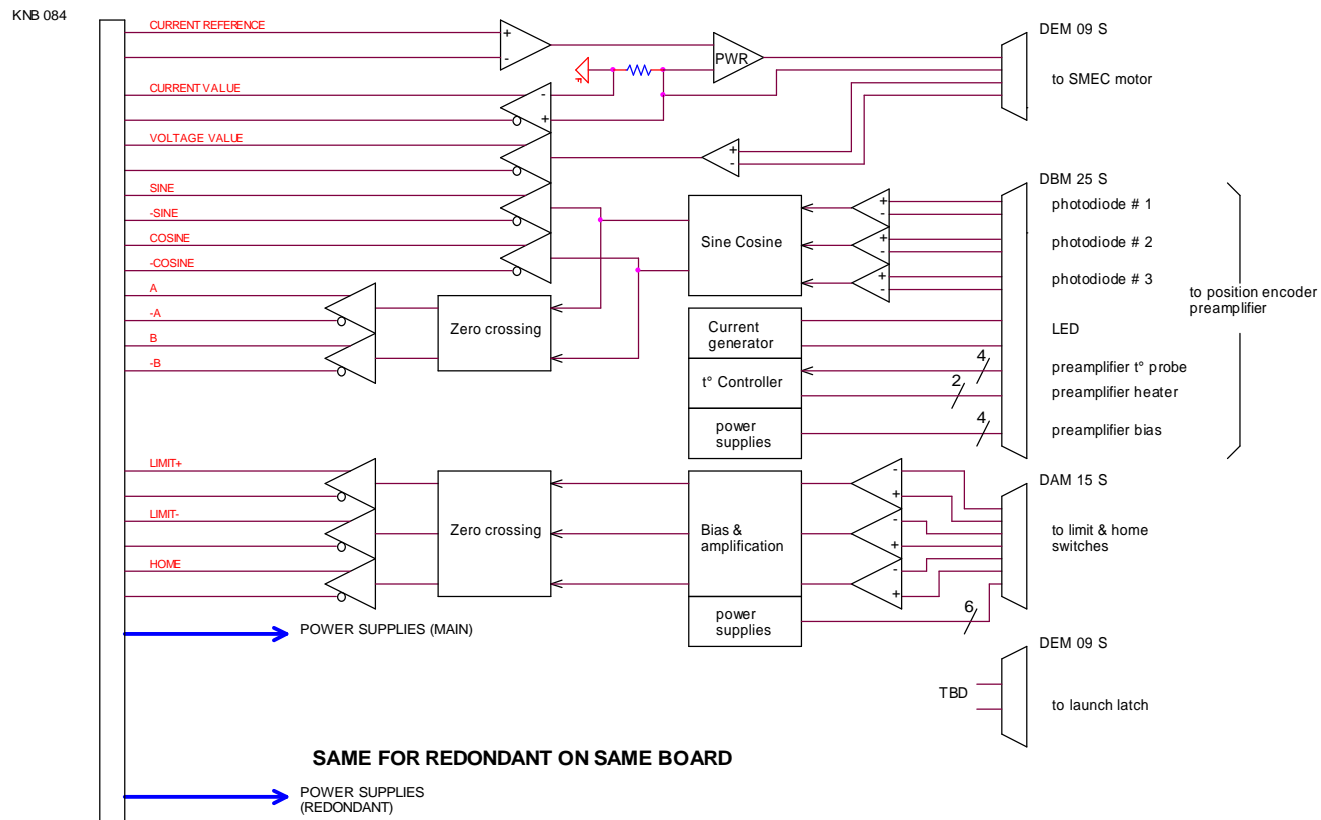 KNB 084
CURRENT REFERENCE
+
-
PWR
DEM 09 S
to SMEC motor
CURRENT VALUE
-
+
VOLTAGE VALUE
+
-
SINE
-SINE
COSINE
-COSINE
Sine Cosine
+
-
+
-
+
-
DBM 25 S
photodiode # 1
photodiode # 2
photodiode # 3
to position encoder
preamplifier
A
-A
B
-B
Zero crossing
Current
generator
LED
t° Controller
4
preamplifier t° probe
2
preamplifier heater
power
supplies
4
preamplifier bias
LIMIT+
LIMIT-
HOME
Zero crossing
Bias &
amplification
-
+
-
+
-
+
DAM 15 S
to limit & home
switches
power
supplies
6
POWER SUPPLIES (MAIN)
DEM 09 S
TBD
to launch latch
SAME FOR REDONDANT ON SAME BOARD
POWER SUPPLIES
(REDONDANT)